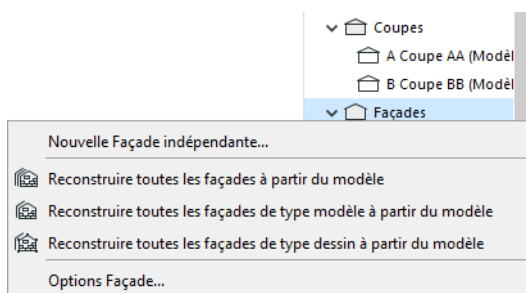 Coupes
A Coupe AA (Modèl
B Coupe BB (Modèl
Façades
Nouvelle Façade indépendante...
Reconstruire toutes les façades à partir du modèle
Reconstruire toutes les façades de type modèle à partir du modèle
Reconstruire toutes les façades de type dessin à partir du modèle
Options Façade...